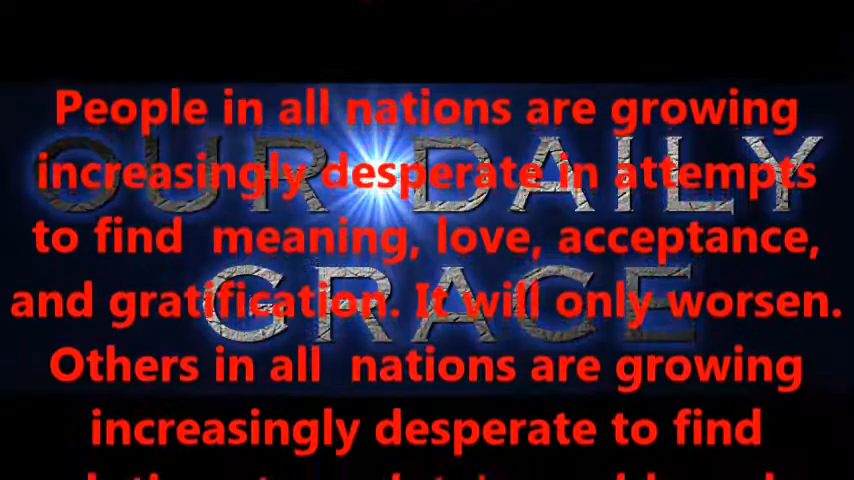 People in all nations are growing
increasingly desperate in attempts
to find meaning, love, acceptance,
and gratification. It will only worsen.
Others in all nations are growing
increasingly desperate to find
OUR DAILY
GRACE